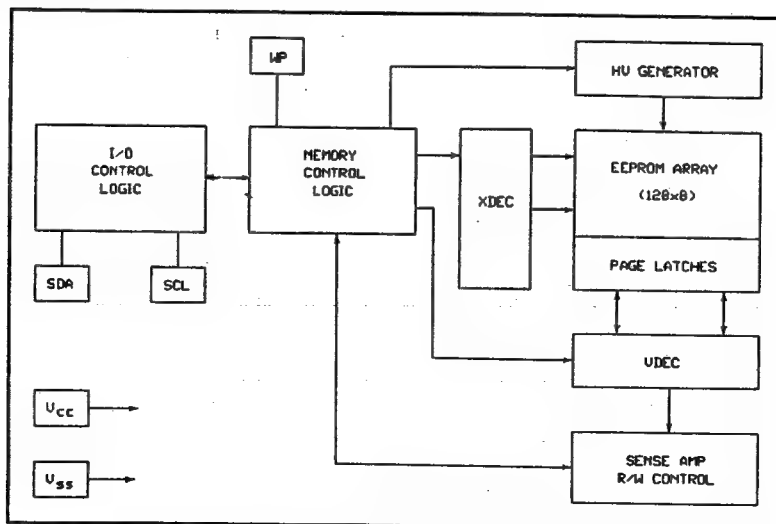 WP
HV GENERATOR
I/O
CONTROL
LOGIC
MEMORY
CONTROL
LOGIC
XDEC
EEPROM ARRAY
(128x8)
PAGE LATCHES
SDA
SCL
VDEC
Vcc
Vss
SENSE AMP
R/W CONTROL